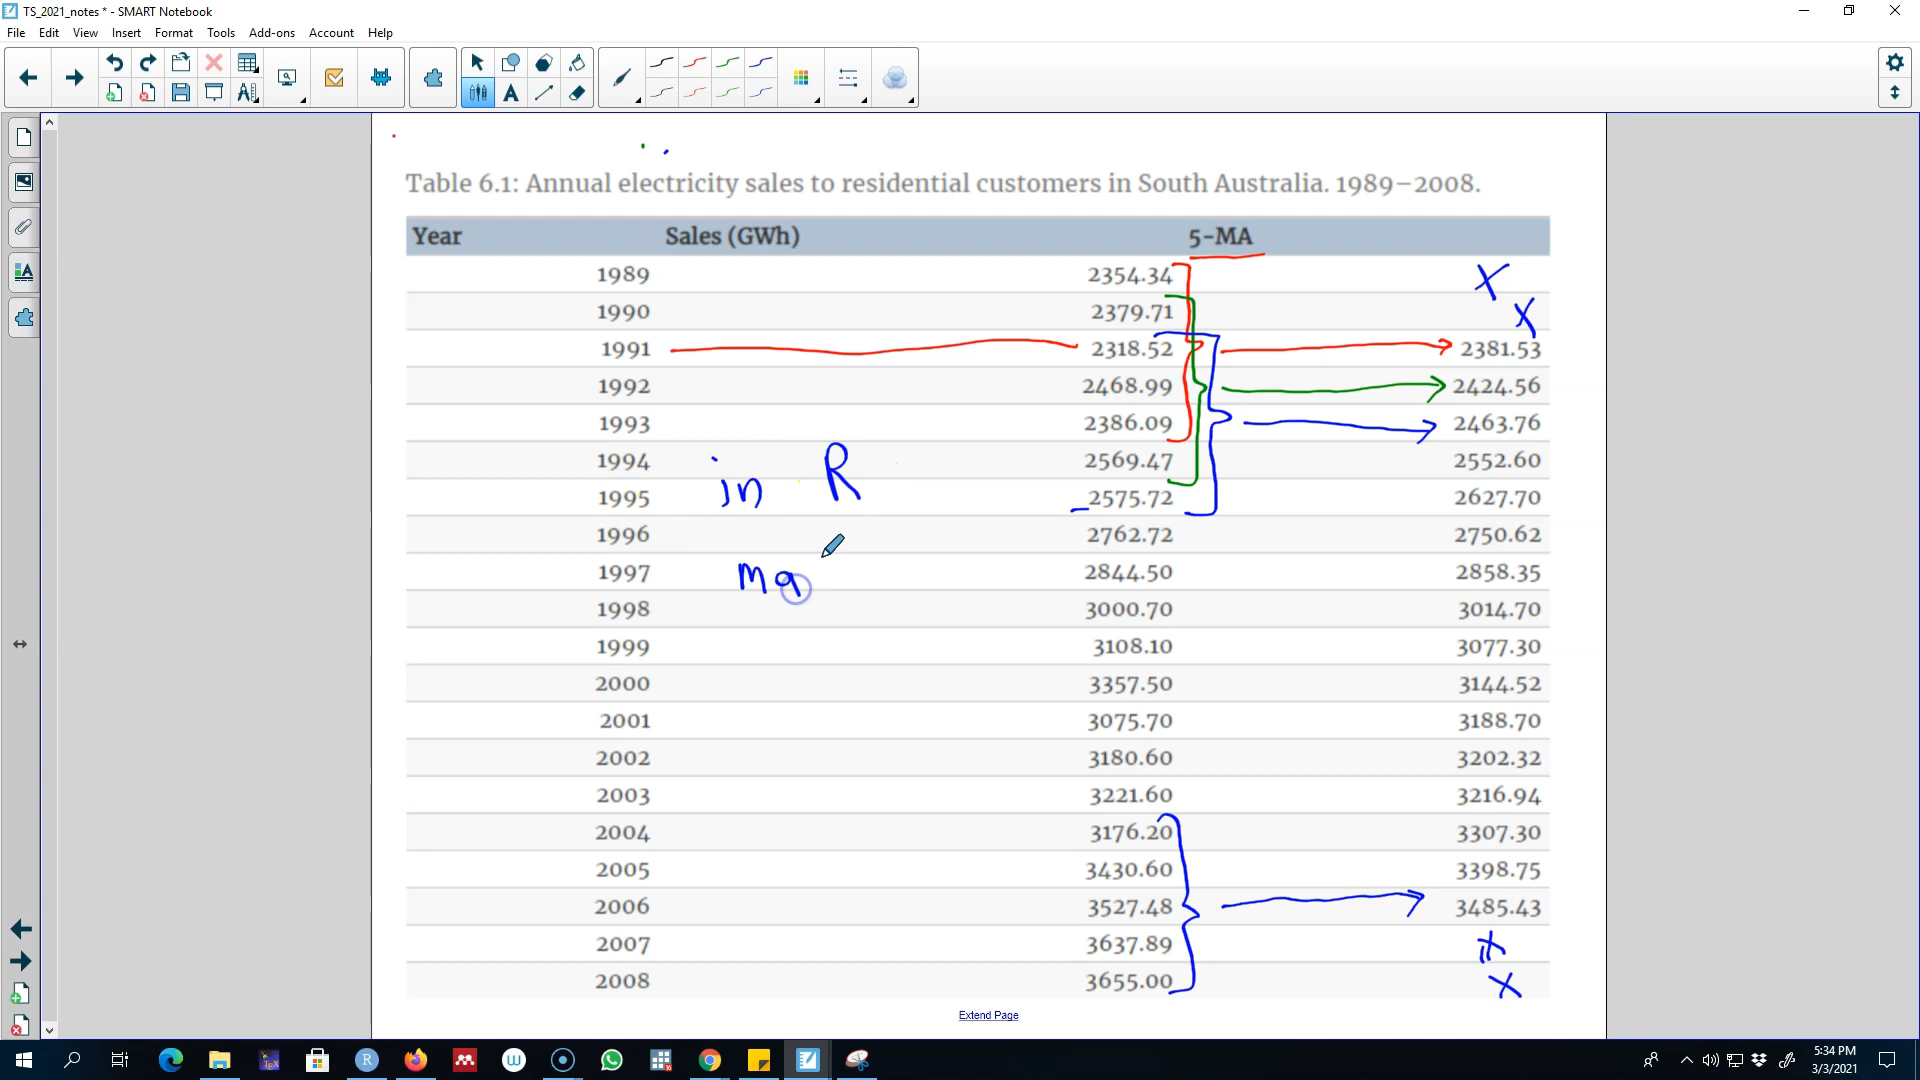 TS_2021_notes * - SMART Notebook
File Edit View Insert Format Tools Add-ons Account Help
Table 6.1: Annual electricity sales to residential customers in South Australia. 1989–2008.
Year Sales (GWh) 5-MA
1989 2354.34 X
1990 2379.71 X
1991 2318.52 2381.53
1992 2468.99 2424.56
1993 2386.09 2463.76
1994 2569.47 2552.60
in R
1995 2575.72 2627.70
1996 2762.72 2750.62
1997 2844.50 2858.35
ma
1998 3000.70 3014.70
1999 3108.10 3077.30
2000 3357.50 3144.52
2001 3075.70 3188.70
2002 3180.60 3202.32
2003 3221.60 3216.94
2004 3176.20 3307.30
2005 3430.60 3398.75
2006 3527.48 3485.43
2007 3637.89 X
2008 3655.00 X
Extend Page
5:34 PM
3/3/2021